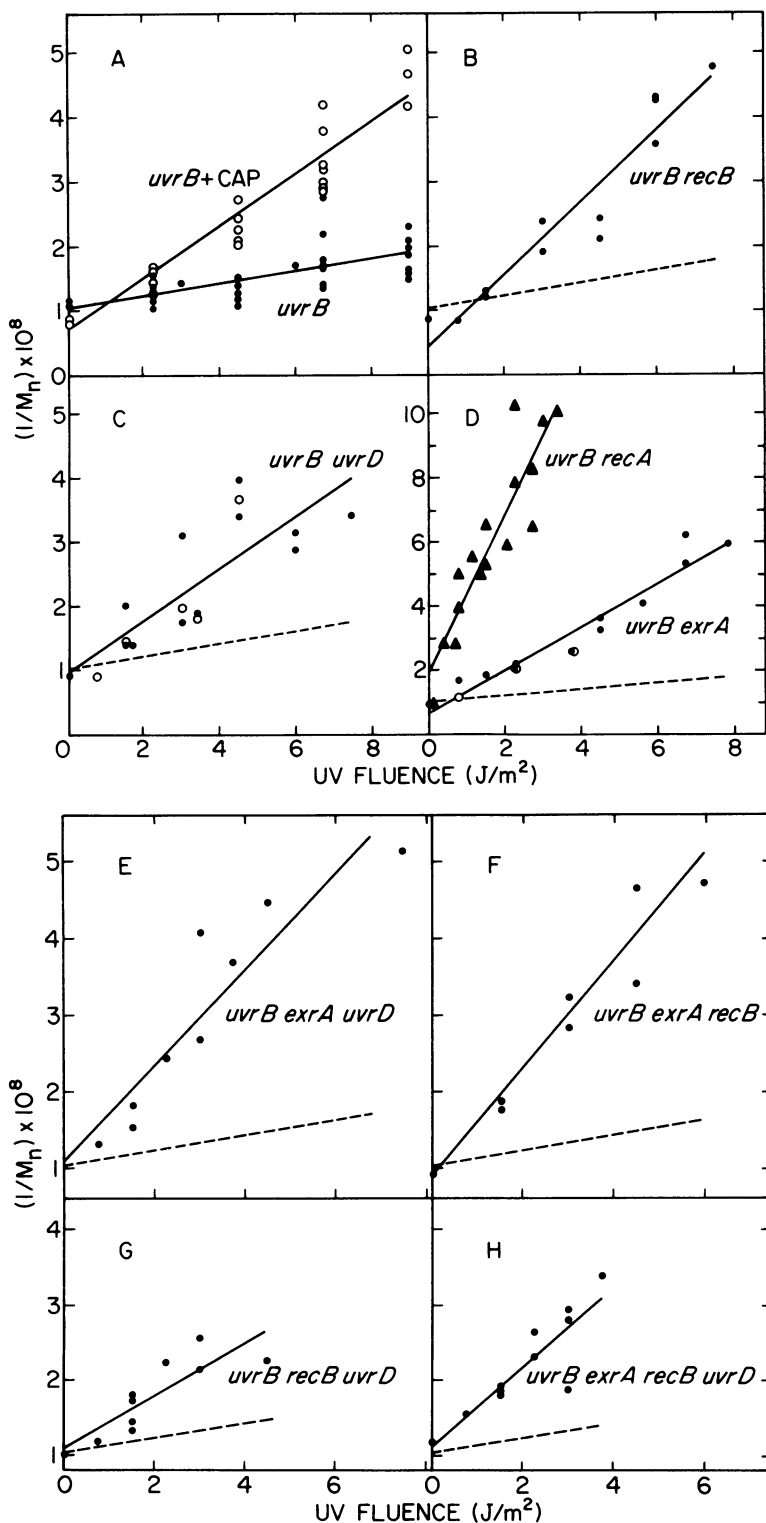 A
5
4
3
2
1
0
uvrB+CAP
uvrB
B
uvrB recB
(1/Mn) x 10^8
C
5
4
3
2
1
0 2 4 6 8
uvrB uvrD
D
10
8
6
4
2
0 2 4 6 8
uvrB recA
uvrB exrA
UV FLUENCE (J/m²)
E
5
4
3
2
1
uvrB exrA uvrD
F
uvrB exrA recB
(1/Mn) x 10^8
G
4
3
2
1
0 2 4 6
uvrB recB uvrD
H
0 2 4 6
uvrB exrA recB uvrD
UV FLUENCE (J/m²)